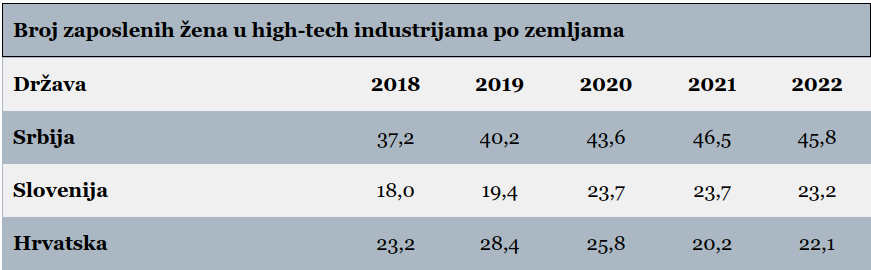 Broj zaposlenih žena u high-tech industrijama po zemljama
Država 2018 2019 2020 2021 2022
Srbija 37,2 40,2 43,6 46,5 45,8
Slovenija 18,0 19,4 23,7 23,7 23,2
Hrvatska 23,2 28,4 25,8 20,2 22,1